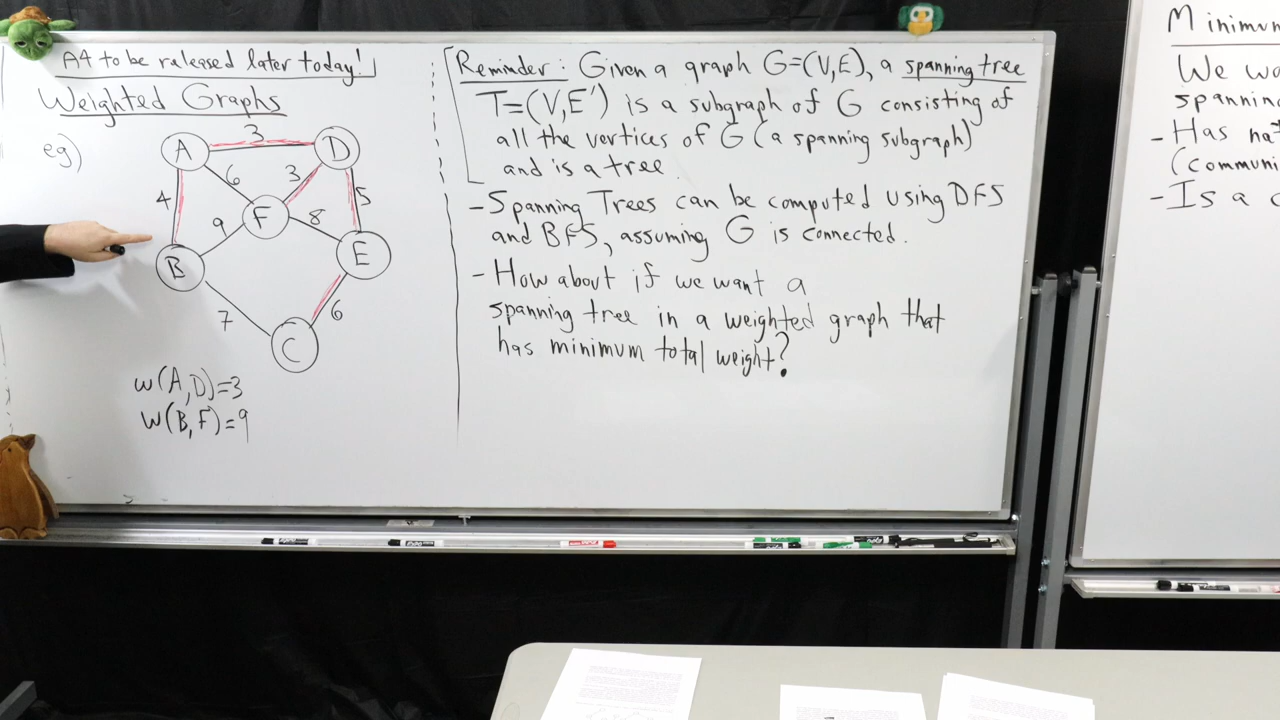 A4 to be released later today!
Weighted Graphs
eg)
3
A
D
4
6
3
5
F
9
8
B
E
7
6
C
w(A,D)=3
w(B,F)=9
Reminder: Given a graph G=(V,E), a spanning tree
T=(V,E') is a subgraph of G consisting of
all the vertices of G (a spanning subgraph)
and is a tree.
- Spanning Trees can be computed using DFS
and BFS, assuming G is connected.
- How about if we want a
spanning tree in a weighted graph that
has minimum total weight?
Minimum
We wa
spannin
- Has nat
(communi
- Is a c